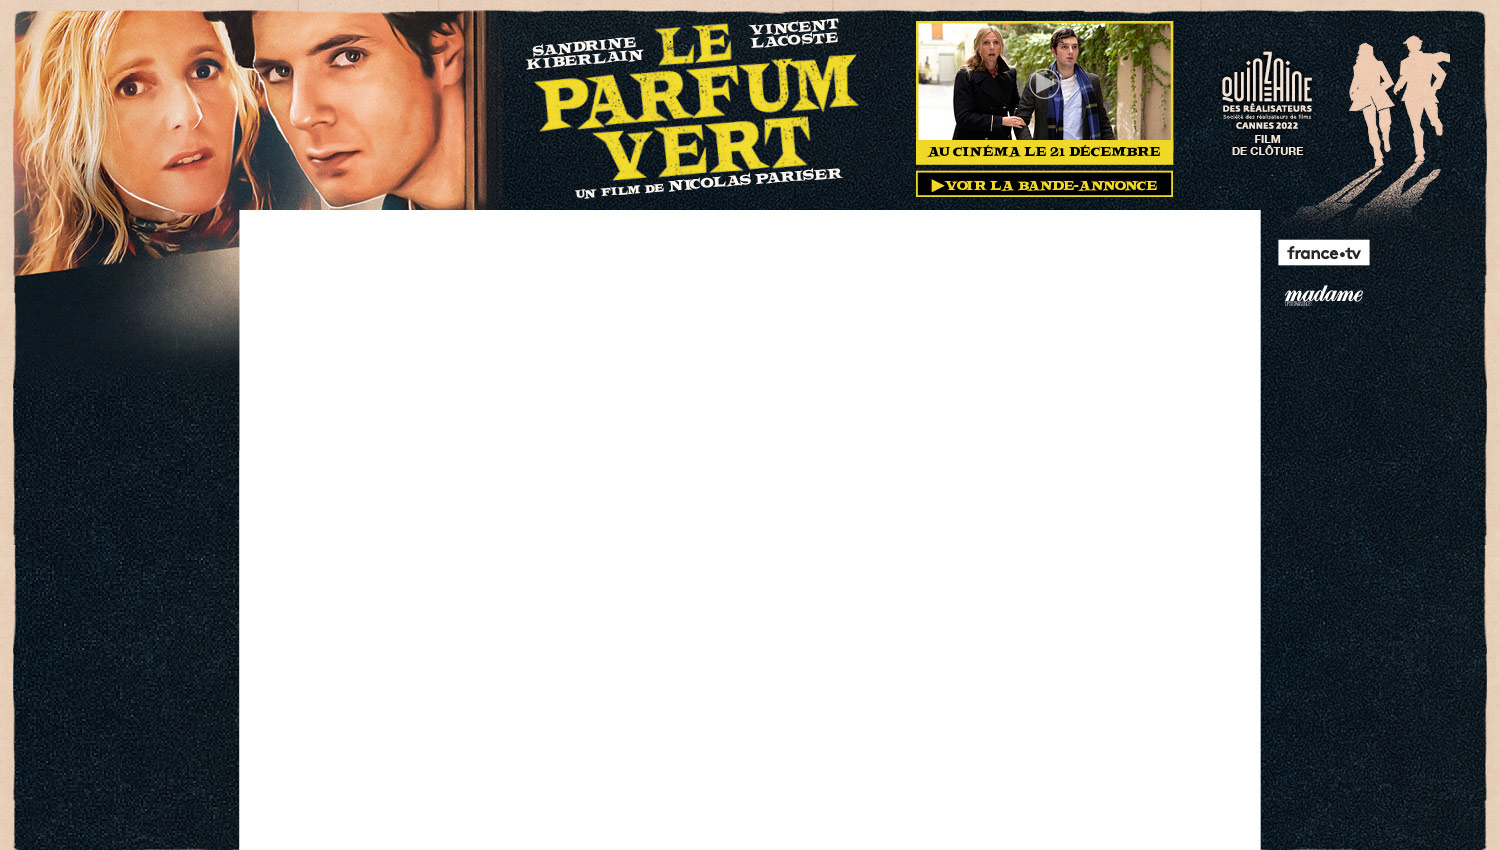 SANDRINE
KIBERLAIN
VINCENT
LACOSTE
LE
PARFUM
VERT
UN FILM DE NICOLAS PARISER
AU CINÉMA LE 21 DÉCEMBRE
VOIR LA BANDE-ANNONCE
QUINZAINE
DES RÉALISATEURS
Société des réalisateurs de films
CANNES 2022
FILM
DE CLÔTURE
france•tv
madame